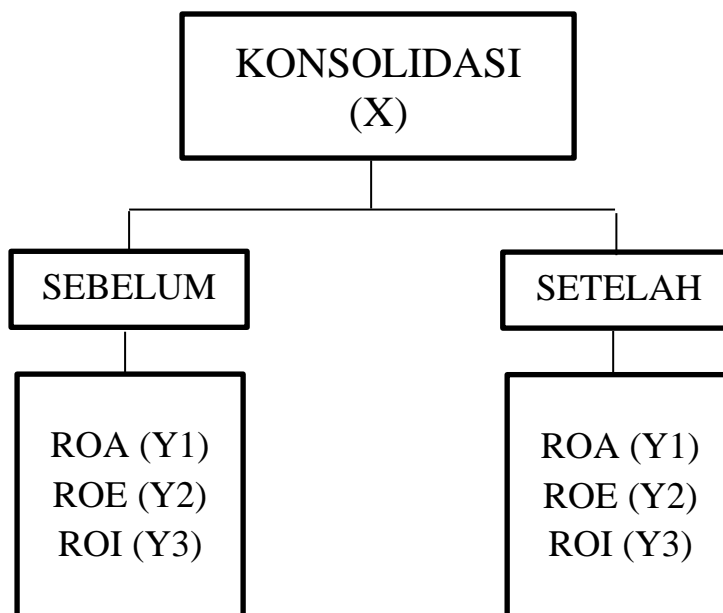 KONSOLIDASI
(X)
SEBELUM
SETELAH
ROA (Y1)
ROE (Y2)
ROI (Y3)
ROA (Y1)
ROE (Y2)
ROI (Y3)